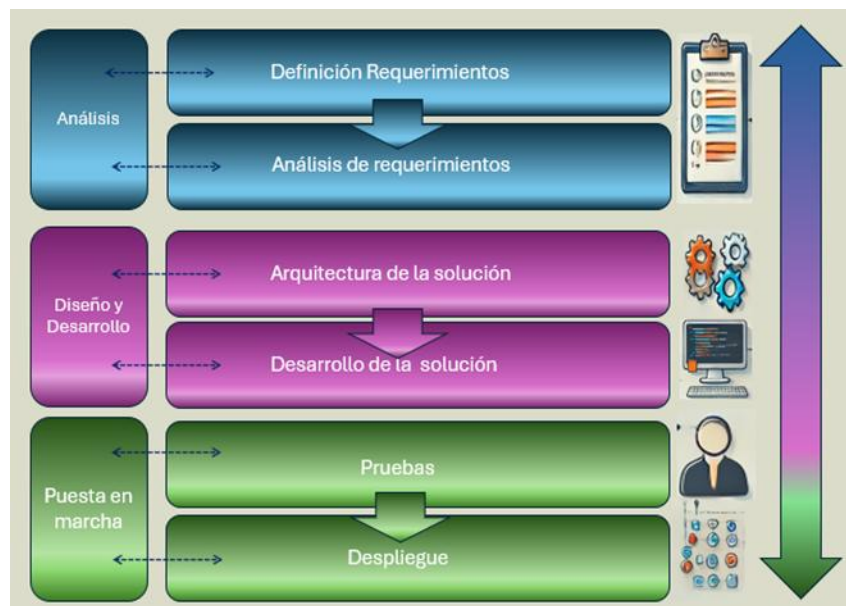 Definición Requerimientos
Análisis
Análisis de requerimientos
Arquitectura de la solución
Diseño y
Desarrollo
Desarrollo de la solución
Pruebas
Puesta en
marcha
Despliegue